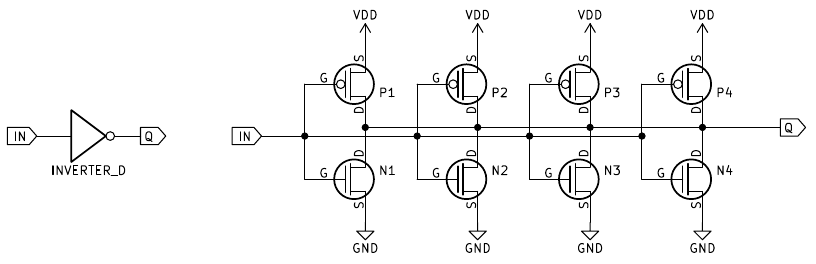 VDD VDD VDD VDD
S S S S
G P1 G P2 G P3 G P4
D D D D
IN Q IN Q
D D D D
INVERTER_D G N1 G N2 G N3 G N4
S S S S
GND GND GND GND